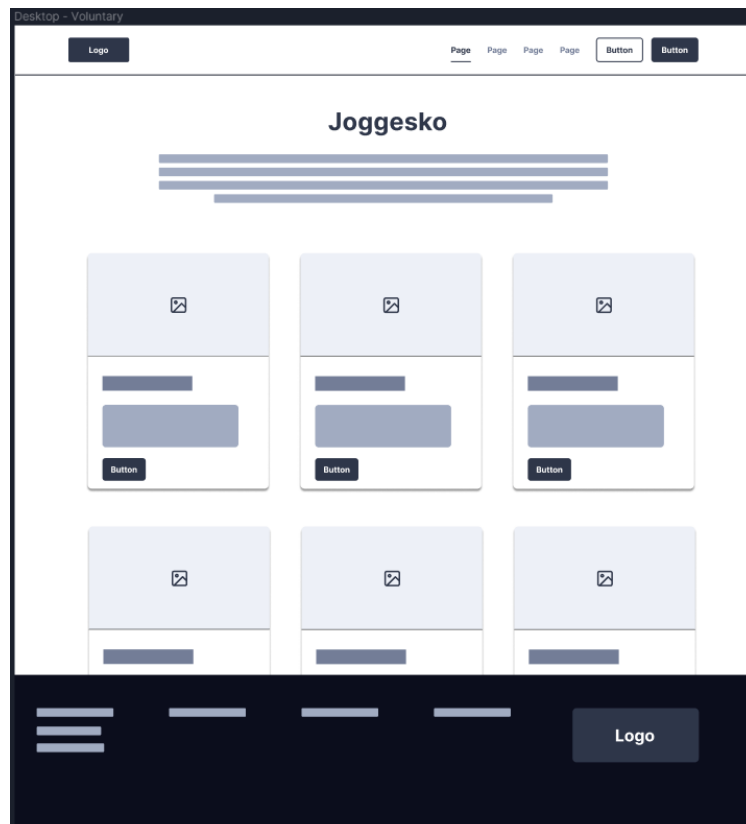 Desktop - Voluntary
Logo Page Page Page Page Button Button
Joggesko
Button Button Button
Logo